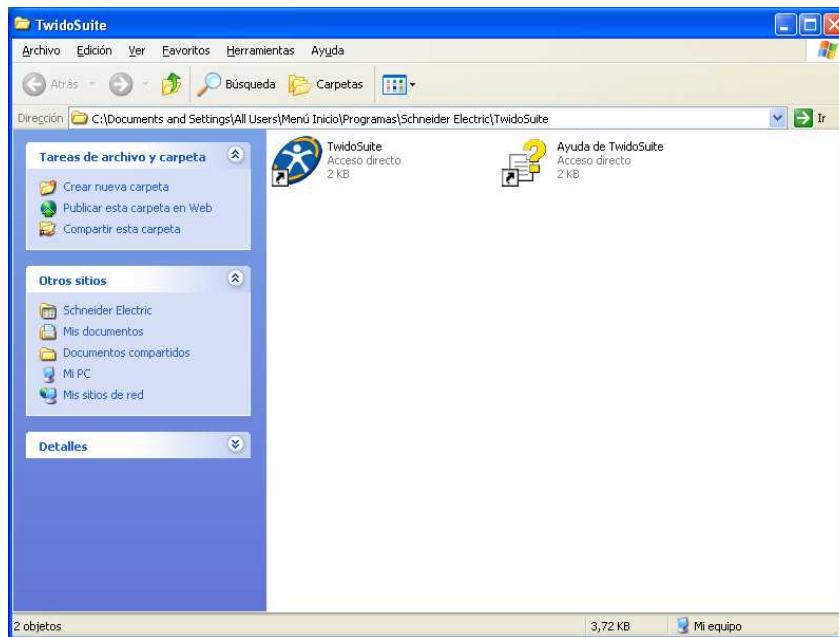 TwidoSuite
Archivo Edición Ver Favoritos Herramientas Ayuda
Atrás Búsqueda Carpetas
Dirección C:\Documents and Settings\All Users\Menú Inicio\Programas\Schneider Electric\TwidoSuite Ir
Tareas de archivo y carpeta
Crear nueva carpeta
Publicar esta carpeta en Web
Compartir esta carpeta
Otros sitios
Schneider Electric
Mis documentos
Documentos compartidos
Mi PC
Mis sitios de red
Detalles
TwidoSuite
Acceso directo
2 KB
Ayuda de TwidoSuite
Acceso directo
2 KB
2 objetos 3,72 KB Mi equipo